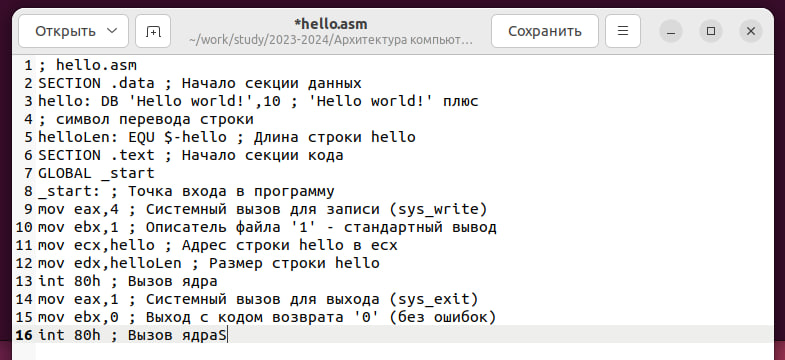 *hello.asm
Открыть
~/work/study/2023-2024/Архитектура компьют...
Сохранить
1 ; hello.asm
2 SECTION .data ; Начало секции данных
3 hello: DB 'Hello world!',10 ; 'Hello world!' плюс
4 ; символ перевода строки
5 helloLen: EQU $-hello ; Длина строки hello
6 SECTION .text ; Начало секции кода
7 GLOBAL _start
8 _start: ; Точка входа в программу
9 mov eax,4 ; Системный вызов для записи (sys_write)
10 mov ebx,1 ; Описатель файла '1' - стандартный вывод
11 mov ecx,hello ; Адрес строки hello в ecx
12 mov edx,helloLen ; Размер строки hello
13 int 80h ; Вызов ядра
14 mov eax,1 ; Системный вызов для выхода (sys_exit)
15 mov ebx,0 ; Выход с кодом возврата '0' (без ошибок)
16 int 80h ; Вызов ядраS